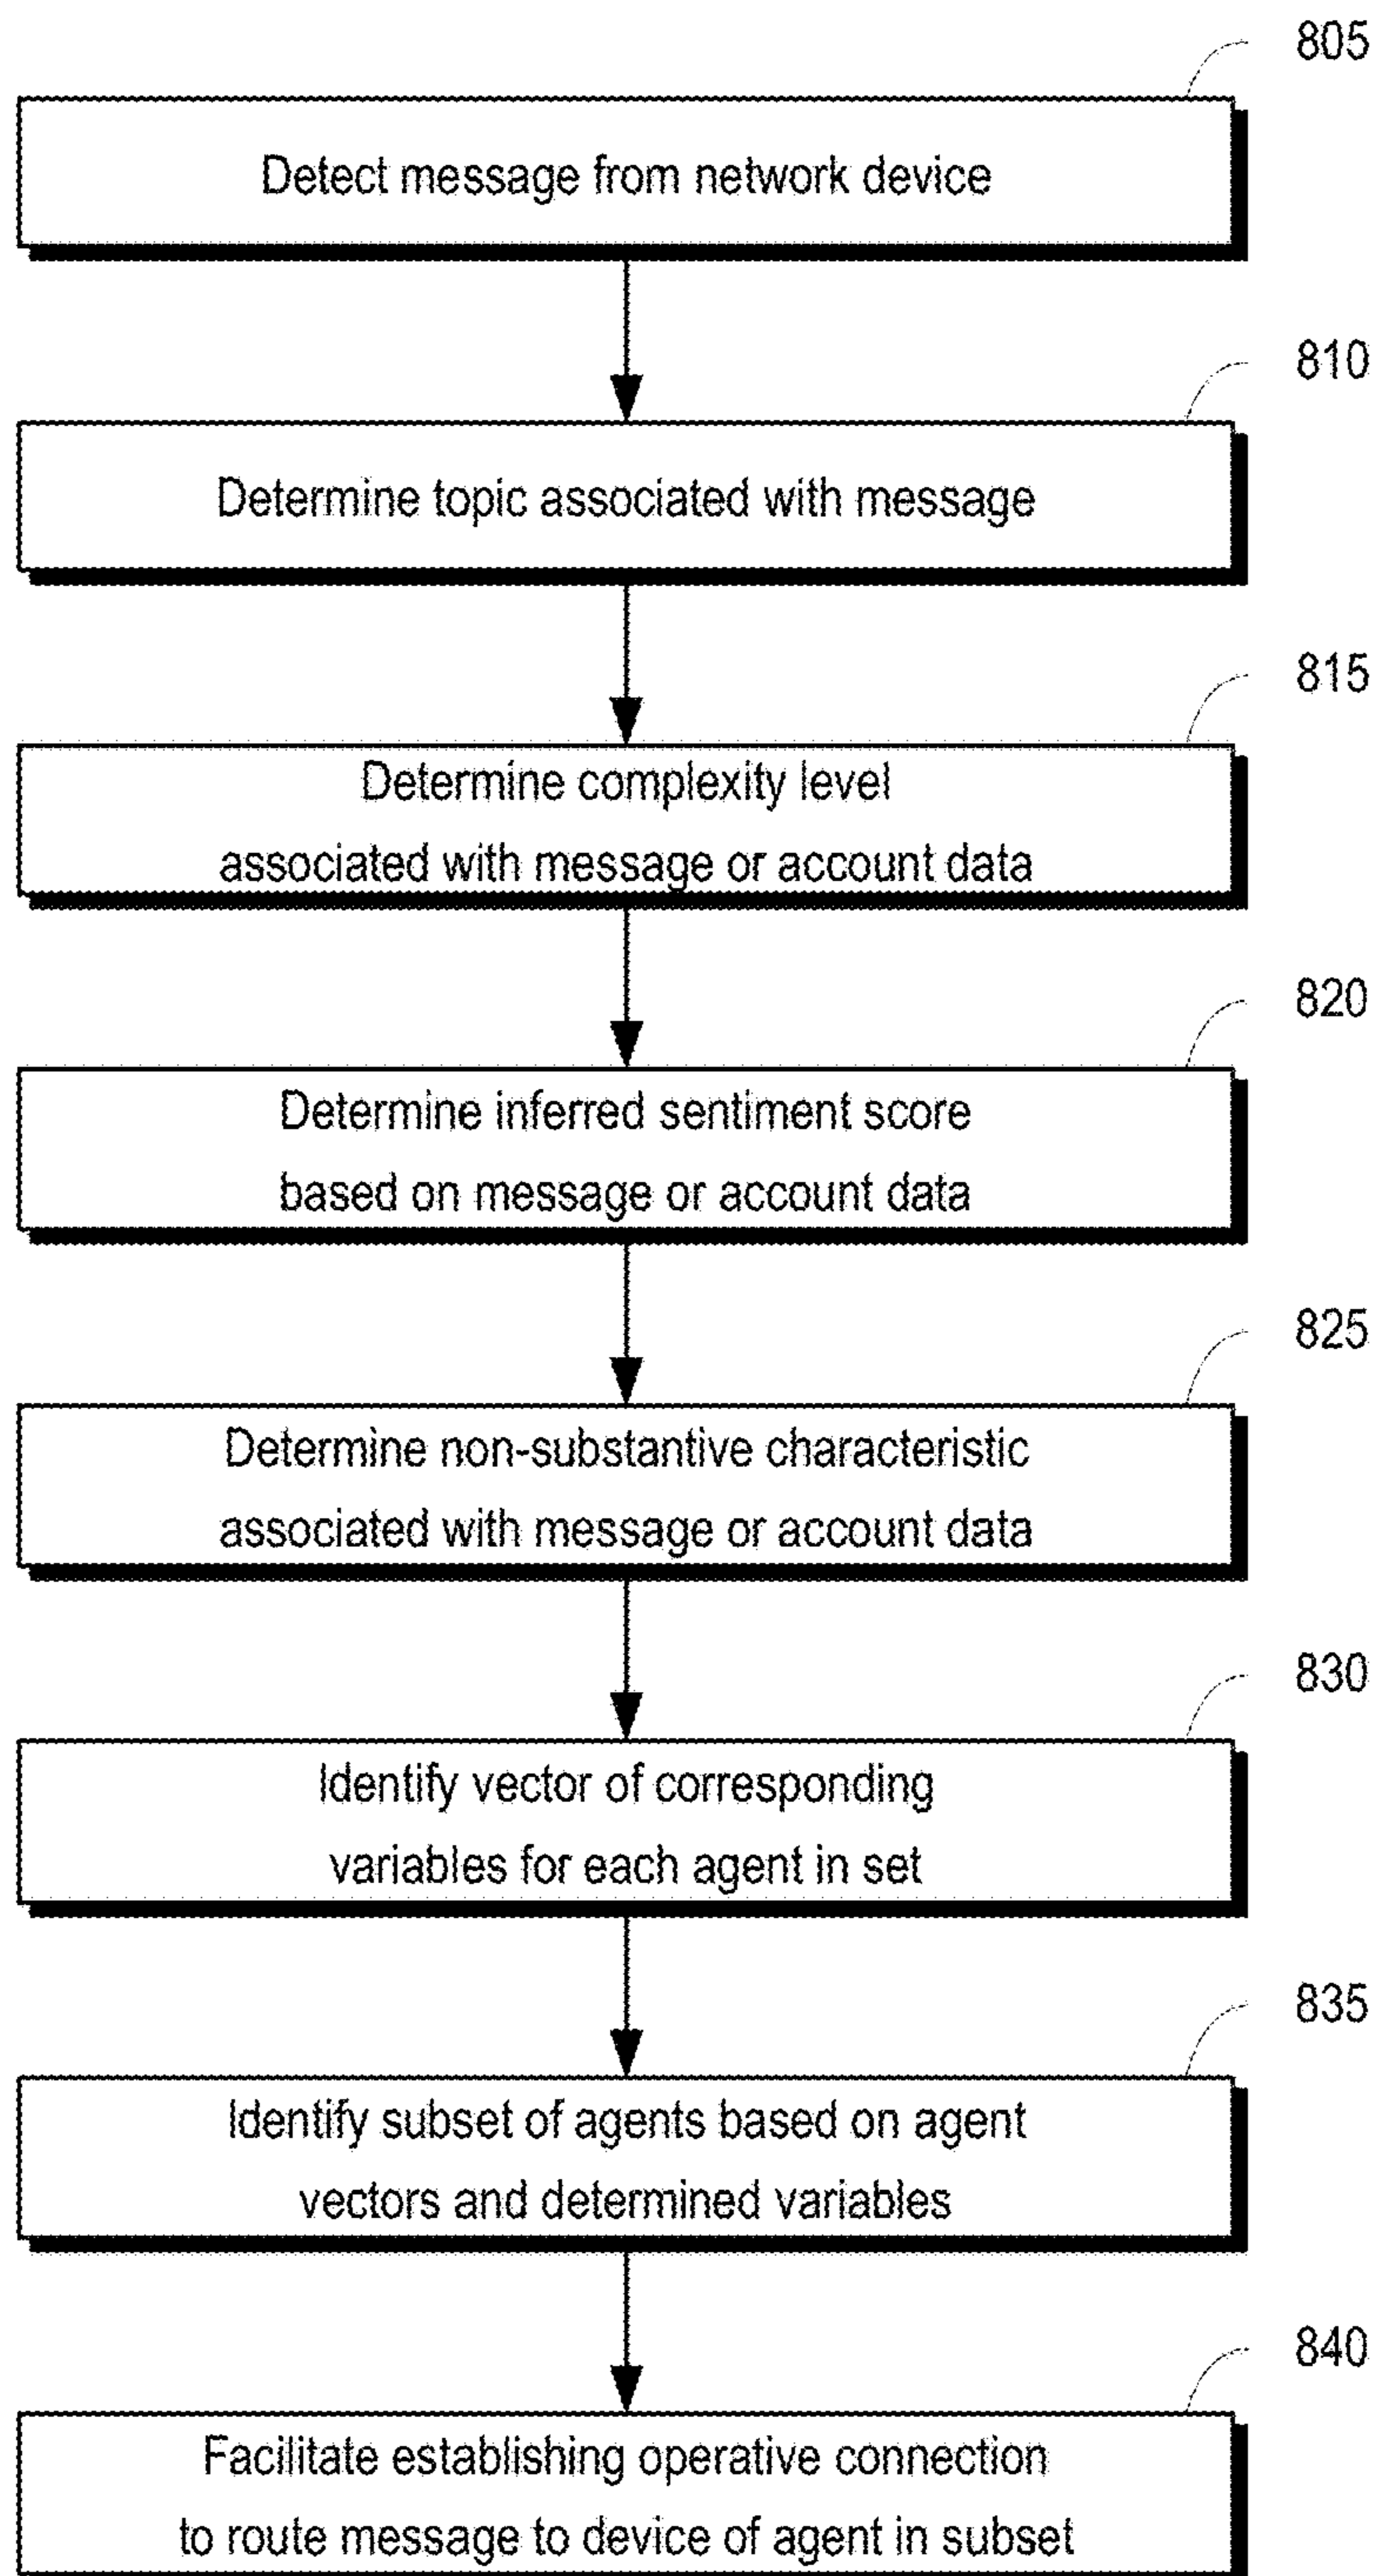 805
Detect message from network device
810
Determine topic associated with message
815
Determine complexity level
associated with message or account data
820
Determine inferred sentiment score
based on message or account data
825
Determine non-substantive characteristic
associated with message or account data
830
Identify vector of corresponding
variables for each agent in set
835
Identify subset of agents based on agent
vectors and determined variables
840
Facilitate establishing operative connection
to route message to device of agent in subset